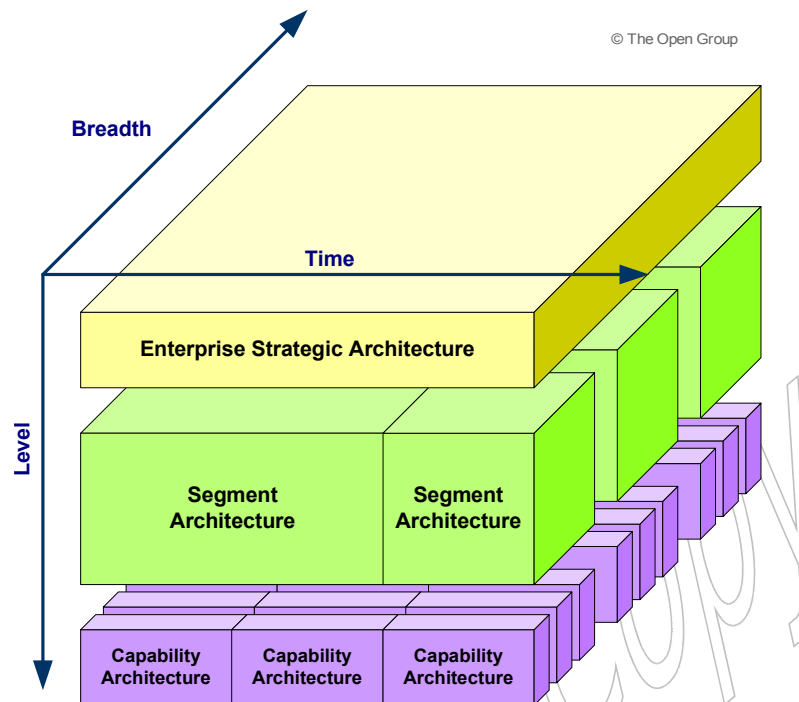 © The Open Group
Breadth
Time
Enterprise Strategic Architecture
Level
Segment
Architecture
Segment
Architecture
Capability
Architecture
Capability
Architecture
Capability
Architecture